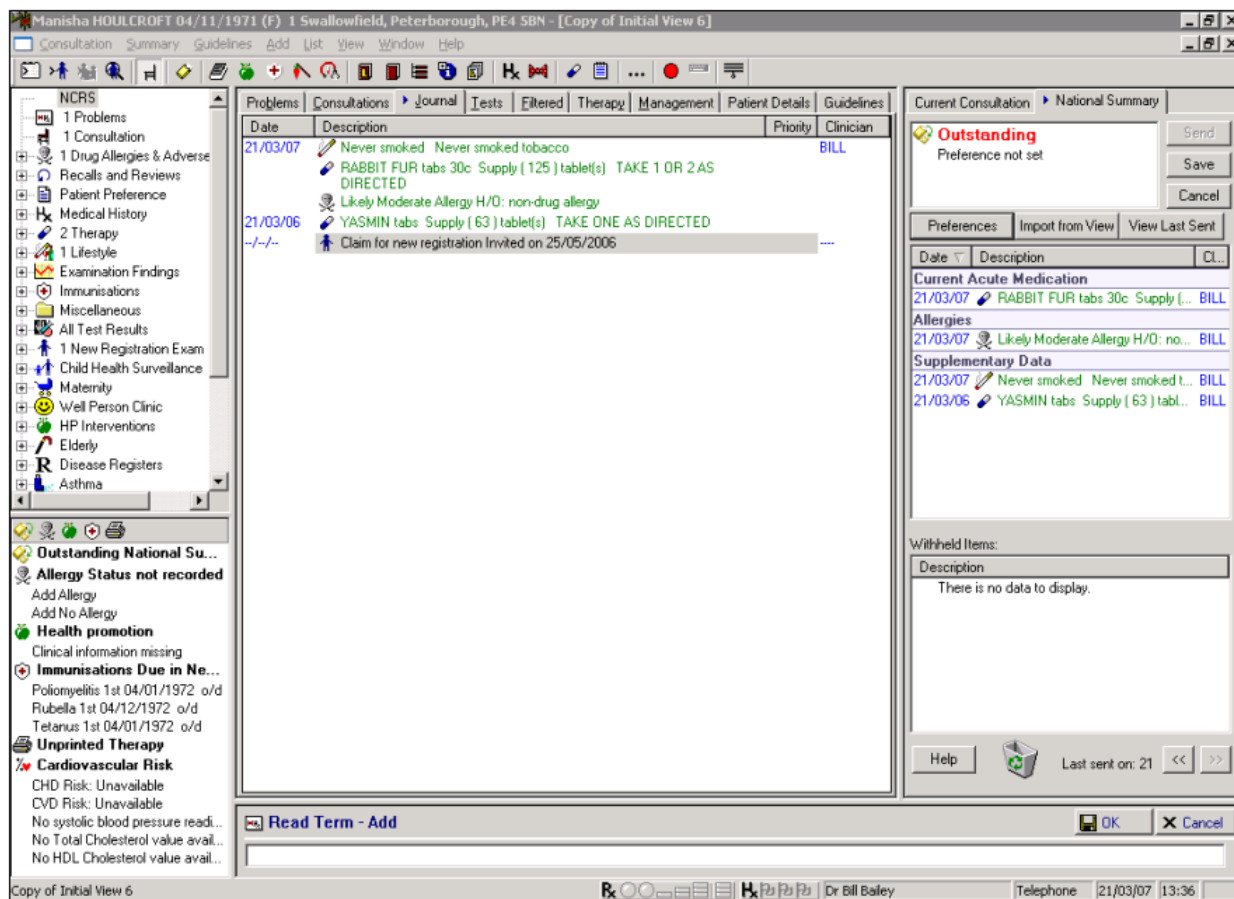 Manisha HOULCROFT 04/11/1971 (F) 1 Swallowfield, Peterborough, PE4 5BN - [Copy of Initial View 6]
Consultation Summary Guidelines Add List View Window Help
NCRS
1 Problems
1 Consultation
1 Drug Allergies & Adverse
Recalls and Reviews
Patient Preference
Medical History
2 Therapy
1 Lifestyle
Examination Findings
Immunisations
Miscellaneous
All Test Results
1 New Registration Exam
Child Health Surveillance
Maternity
Well Person Clinic
HP Interventions
Elderly
Disease Registers
Asthma
Outstanding National Su...
Allergy Status not recorded
Add Allergy
Add No Allergy
Health promotion
Clinical information missing
Immunisations Due in Ne...
Poliomyelitis 1st 04/01/1972 o/d
Rubella 1st 04/12/1972 o/d
Tetanus 1st 04/01/1972 o/d
Unprinted Therapy
Cardiovascular Risk
CHD Risk: Unavailable
CVD Risk: Unavailable
No systolic blood pressure readi...
No Total Cholesterol value avail...
No HDL Cholesterol value avail...
Problems Consultations Journal Tests Filtered Therapy Management Patient Details Guidelines
Date Description Priority Clinician
21/03/07 Never smoked Never smoked tobacco BILL
RABBIT FUR tabs 30c Supply ( 125 ) tablet(s) TAKE 1 OR 2 AS
DIRECTED
Likely Moderate Allergy H/O: non-drug allergy
21/03/06 YASMIN tabs Supply ( 63 ) tablet(s) TAKE ONE AS DIRECTED
--/--/-- Claim for new registration Invited on 25/05/2006 ----
Current Consultation National Summary
Outstanding
Preference not set
Send
Save
Cancel
Preferences Import from View View Last Sent
Date Description Cl...
Current Acute Medication
21/03/07 RABBIT FUR tabs 30c Supply (... BILL
Allergies
21/03/07 Likely Moderate Allergy H/O: no... BILL
Supplementary Data
21/03/07 Never smoked Never smoked t... BILL
21/03/06 YASMIN tabs Supply ( 63 ) tabl... BILL
Withheld Items:
Description
There is no data to display.
Help Last sent on: 21 << >>
Read Term - Add OK Cancel
Copy of Initial View 6 Rx Hx Dr Bill Bailey Telephone 21/03/07 13:36